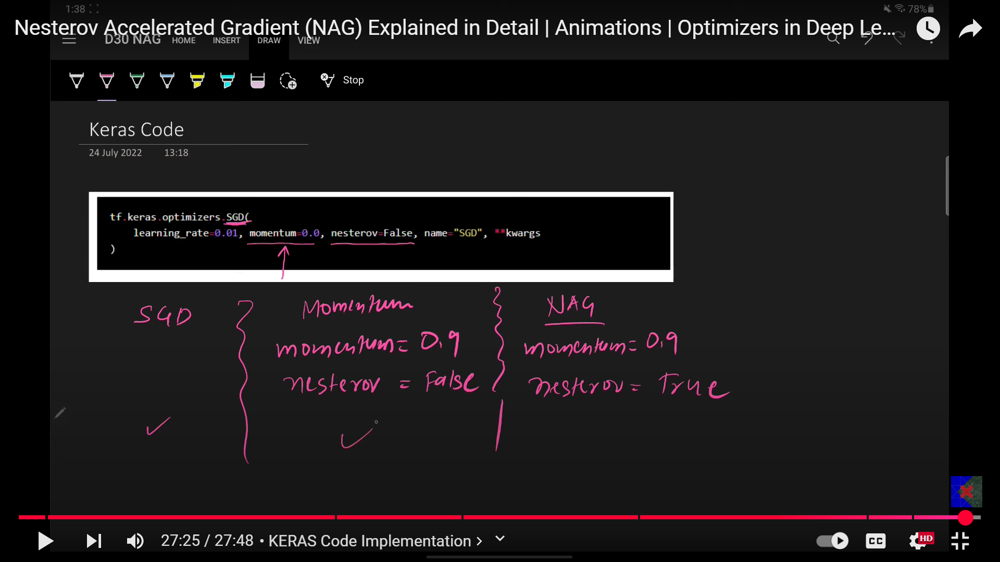 1:38
78%
Nesterov Accelerated Gradient (NAG) Explained in Detail | Animations | Optimizers in Deep Le...
D30 NAG HOME INSERT DRAW VIEW
Stop
Keras Code
24 July 2022 13:18
tf.keras.optimizers.SGD(
learning_rate=0.01, momentum=0.0, nesterov=False, name="SGD", **kwargs
)
SGD
Momentum
NAG
momentum = 0.9
momentum = 0.9
nesterov = False
nesterov = True
27:25 / 27:48 • KERAS Code Implementation
CC
HD